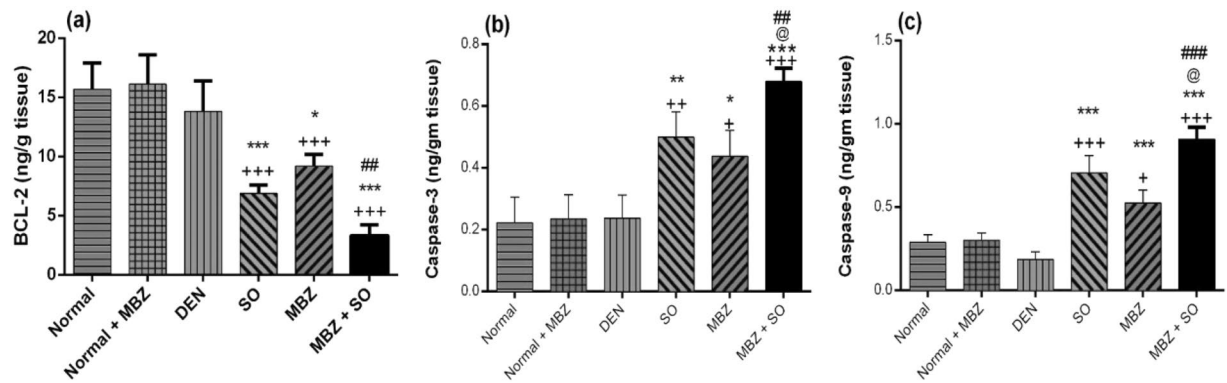 (a)
BCL-2 (ng/g tissue)
20
15
10
5
0
***
+++
*
+++
##
***
+++
Normal
Normal + MBZ
DEN
SO
MBZ
MBZ + SO
(b)
Caspase-3 (ng/gm tissue)
0.8
0.6
0.4
0.2
0.0
**
++
*
+
##
@
***
+++
Normal
Normal + MBZ
DEN
SO
MBZ
MBZ + SO
(c)
Caspase-9 (ng/gm tissue)
1.5
1.0
0.5
0.0
***
+++
***
+
###
@
***
+++
Normal
Normal + MBZ
DEN
SO
MBZ
MBZ + SO